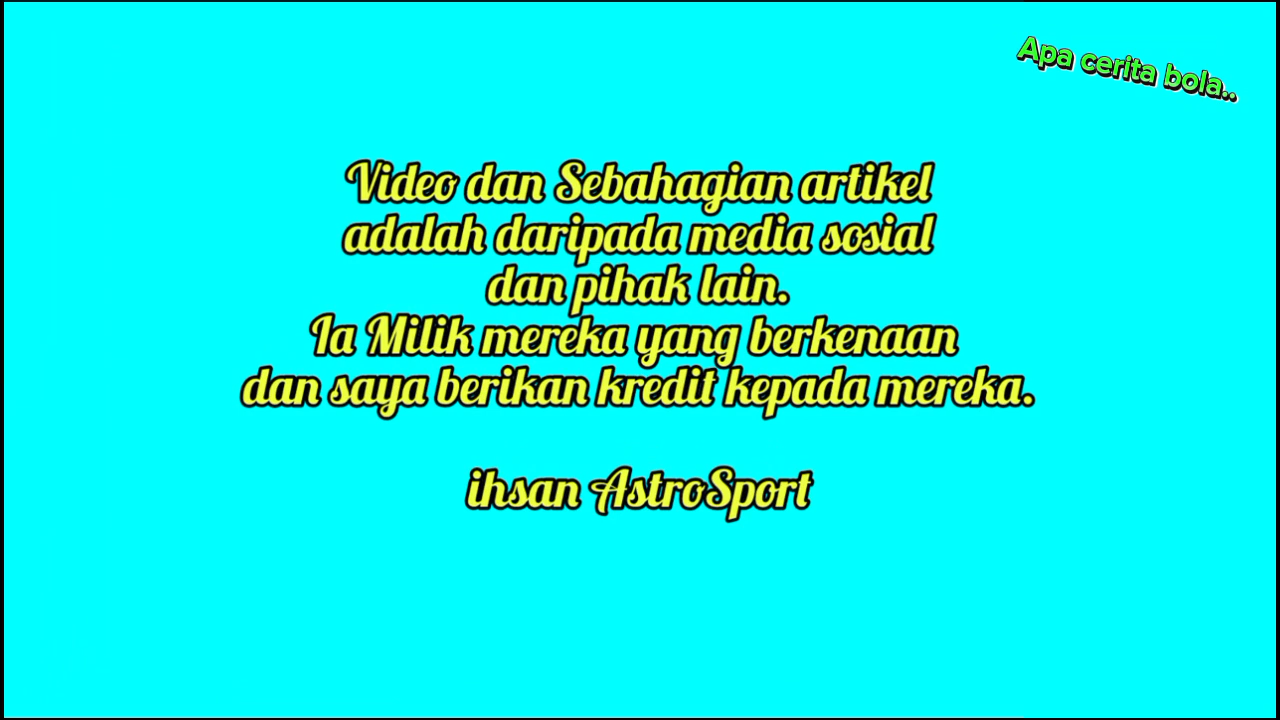 Apa cerita bola..
Video dan Sebahagian artikel
adalah daripada media sosial
dan pihak lain.
Ia Milik mereka yang berkenaan
dan saya berikan kredit kepada mereka.
ihsan AstroSport